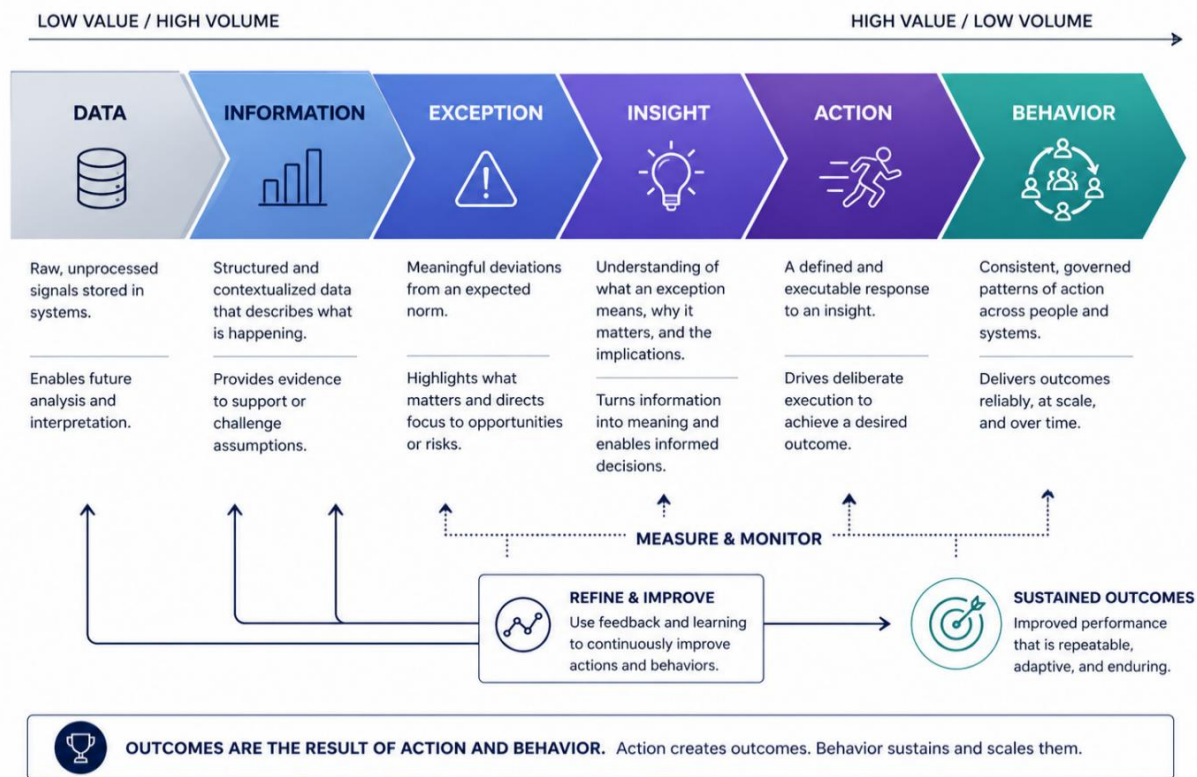 LOW VALUE / HIGH VOLUME
HIGH VALUE / LOW VOLUME
DATA
Raw, unprocessed
signals stored in
systems.
Enables future
analysis and
interpretation.
INFORMATION
Structured and
contextualized data
that describes what
is happening.
Provides evidence
to support or
challenge
assumptions.
EXCEPTION
Meaningful deviations
from an expected
norm.
Highlights what
matters and directs
focus to opportunities
or risks.
INSIGHT
Understanding of
what an exception
means, why it
matters, and the
implications.
Turns information
into meaning and
enables informed
decisions.
ACTION
A defined and
executable response
to an insight.
Drives deliberate
execution to
achieve a desired
outcome.
BEHAVIOR
Consistent, governed
patterns of action
across people and
systems.
Delivers outcomes
reliably, at scale,
and over time.
MEASURE & MONITOR
REFINE & IMPROVE
Use feedback and learning
to continuously improve
actions and behaviors.
SUSTAINED OUTCOMES
Improved performance
that is repeatable,
adaptive, and enduring.
OUTCOMES ARE THE RESULT OF ACTION AND BEHAVIOR. Action creates outcomes. Behavior sustains and scales them.